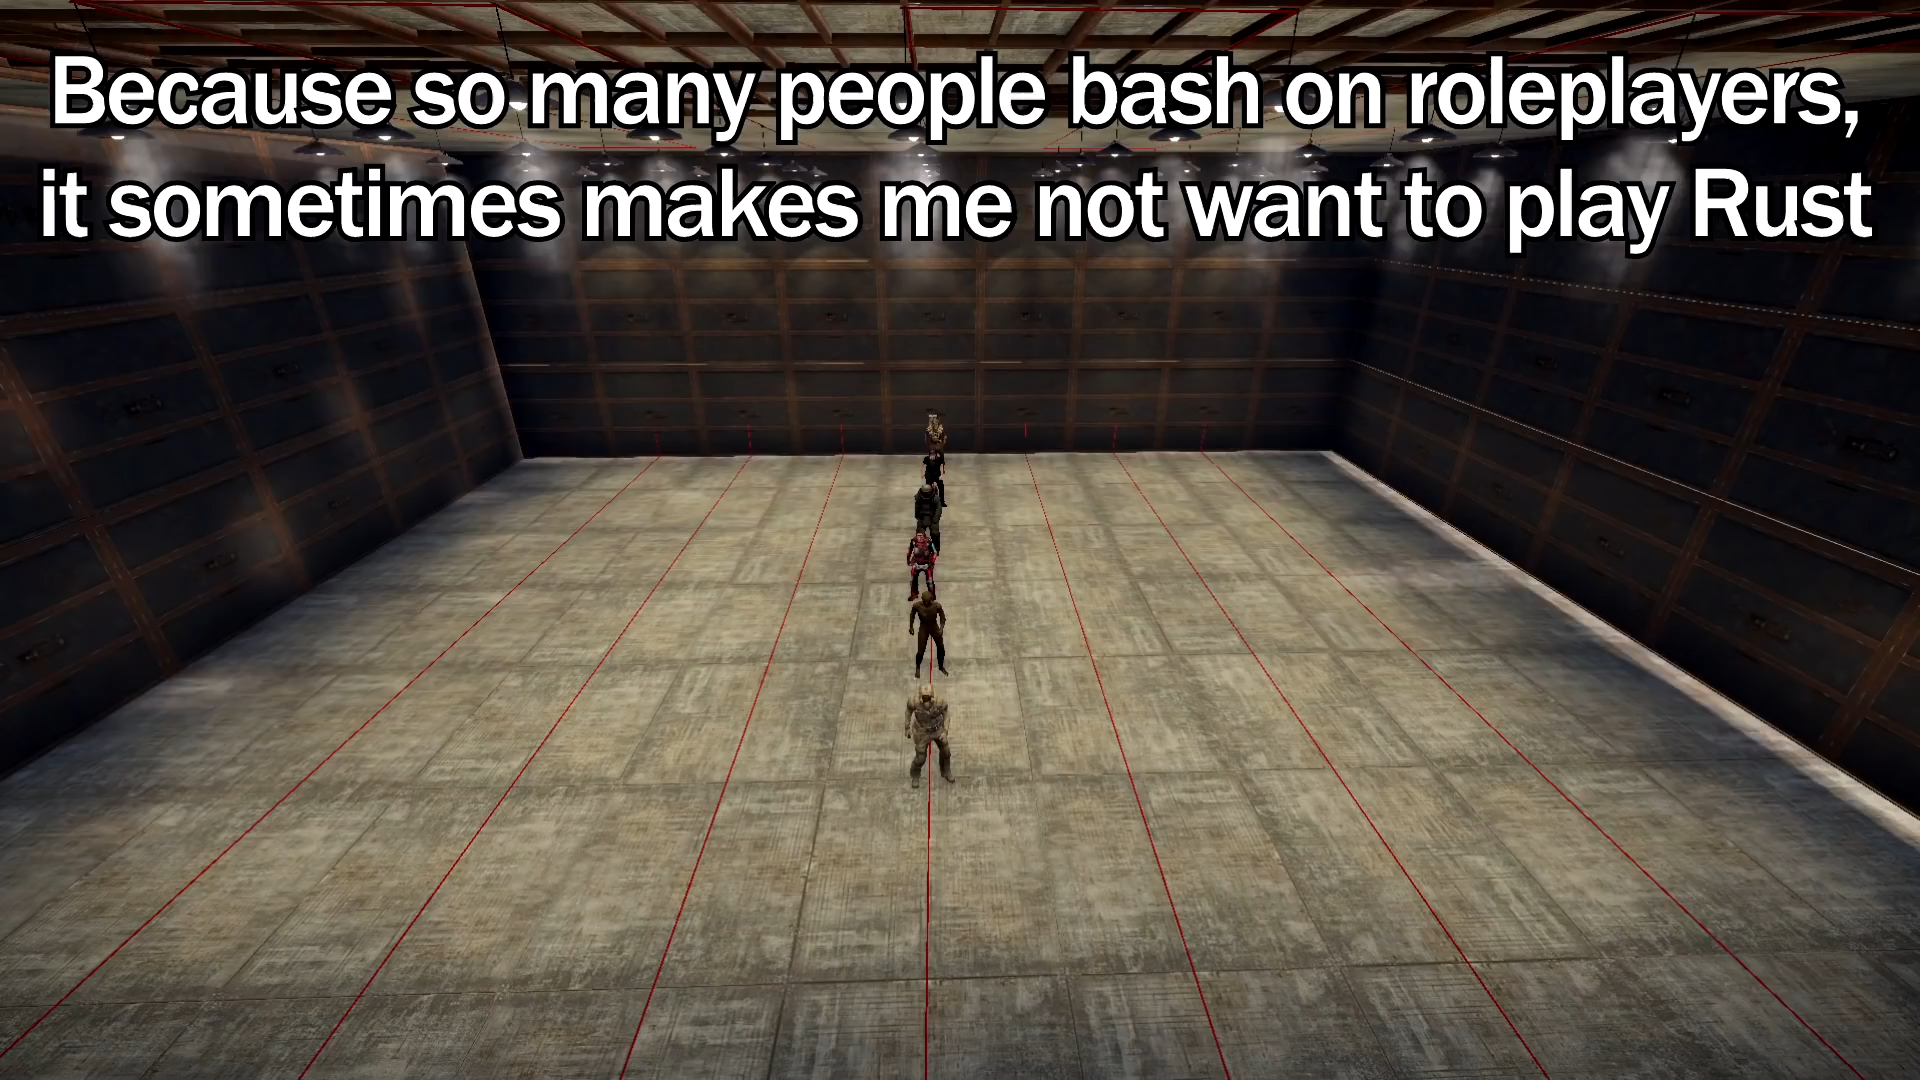 Because so many people bash on roleplayers,
it sometimes makes me not want to play Rust